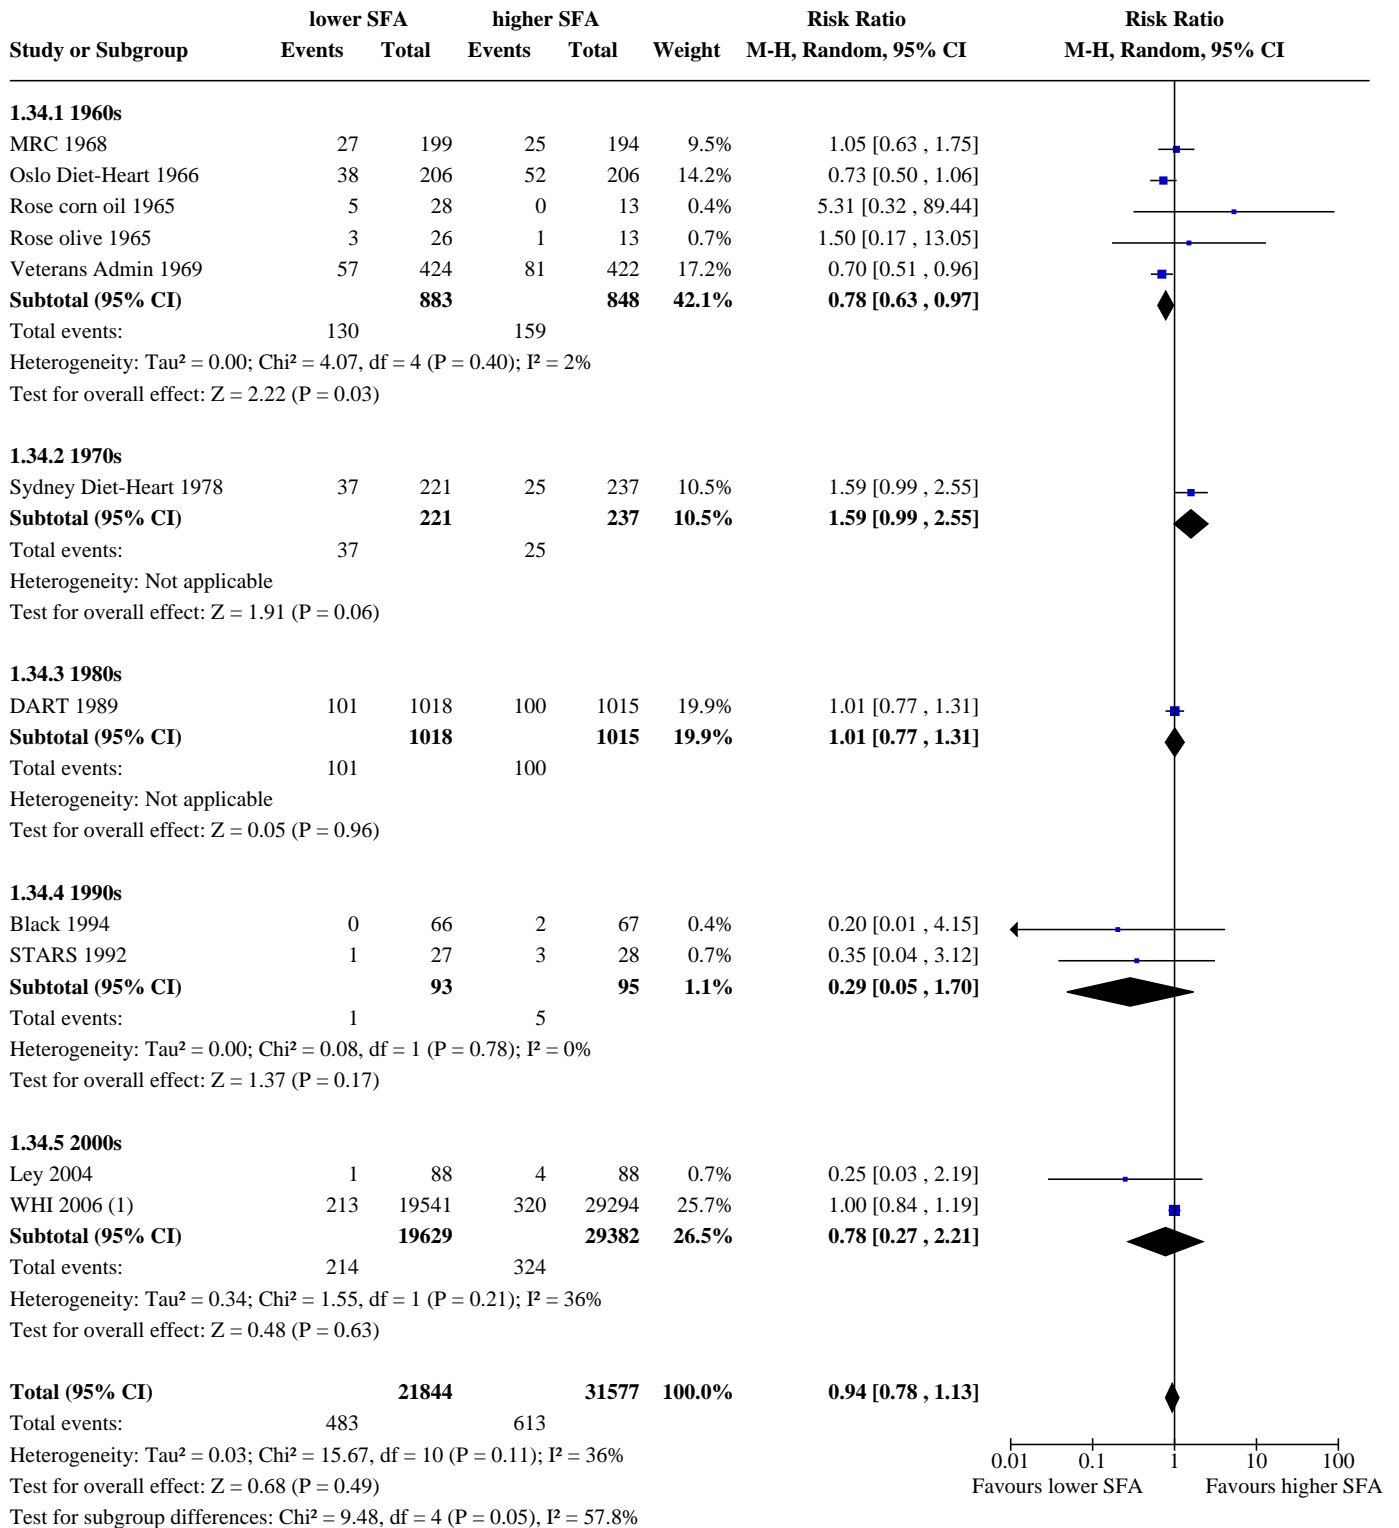 lower SFA higher SFA Risk Ratio Risk Ratio
Study or Subgroup Events Total Events Total Weight M-H, Random, 95% CI M-H, Random, 95% CI
1.34.1 1960s
MRC 1968 27 199 25 194 9.5% 1.05 [0.63 , 1.75]
Oslo Diet-Heart 1966 38 206 52 206 14.2% 0.73 [0.50 , 1.06]
Rose corn oil 1965 5 28 0 13 0.4% 5.31 [0.32 , 89.44]
Rose olive 1965 3 26 1 13 0.7% 1.50 [0.17 , 13.05]
Veterans Admin 1969 57 424 81 422 17.2% 0.70 [0.51 , 0.96]
Subtotal (95% CI) 883 848 42.1% 0.78 [0.63 , 0.97]
Total events: 130 159
Heterogeneity: Tau² = 0.00; Chi² = 4.07, df = 4 (P = 0.40); I² = 2%
Test for overall effect: Z = 2.22 (P = 0.03)
1.34.2 1970s
Sydney Diet-Heart 1978 37 221 25 237 10.5% 1.59 [0.99 , 2.55]
Subtotal (95% CI) 221 237 10.5% 1.59 [0.99 , 2.55]
Total events: 37 25
Heterogeneity: Not applicable
Test for overall effect: Z = 1.91 (P = 0.06)
1.34.3 1980s
DART 1989 101 1018 100 1015 19.9% 1.01 [0.77 , 1.31]
Subtotal (95% CI) 1018 1015 19.9% 1.01 [0.77 , 1.31]
Total events: 101 100
Heterogeneity: Not applicable
Test for overall effect: Z = 0.05 (P = 0.96)
1.34.4 1990s
Black 1994 0 66 2 67 0.4% 0.20 [0.01 , 4.15]
STARS 1992 1 27 3 28 0.7% 0.35 [0.04 , 3.12]
Subtotal (95% CI) 93 95 1.1% 0.29 [0.05 , 1.70]
Total events: 1 5
Heterogeneity: Tau² = 0.00; Chi² = 0.08, df = 1 (P = 0.78); I² = 0%
Test for overall effect: Z = 1.37 (P = 0.17)
1.34.5 2000s
Ley 2004 1 88 4 88 0.7% 0.25 [0.03 , 2.19]
WHI 2006 (1) 213 19541 320 29294 25.7% 1.00 [0.84 , 1.19]
Subtotal (95% CI) 19629 29382 26.5% 0.78 [0.27 , 2.21]
Total events: 214 324
Heterogeneity: Tau² = 0.34; Chi² = 1.55, df = 1 (P = 0.21); I² = 36%
Test for overall effect: Z = 0.48 (P = 0.63)
Total (95% CI) 21844 31577 100.0% 0.94 [0.78 , 1.13]
Total events: 483 613
Heterogeneity: Tau² = 0.03; Chi² = 15.67, df = 10 (P = 0.11); I² = 36%
0.01 0.1 1 10 100
Test for overall effect: Z = 0.68 (P = 0.49)
Favours lower SFA Favours higher SFA
Test for subgroup differences: Chi² = 9.48, df = 4 (P = 0.05), I² = 57.8%